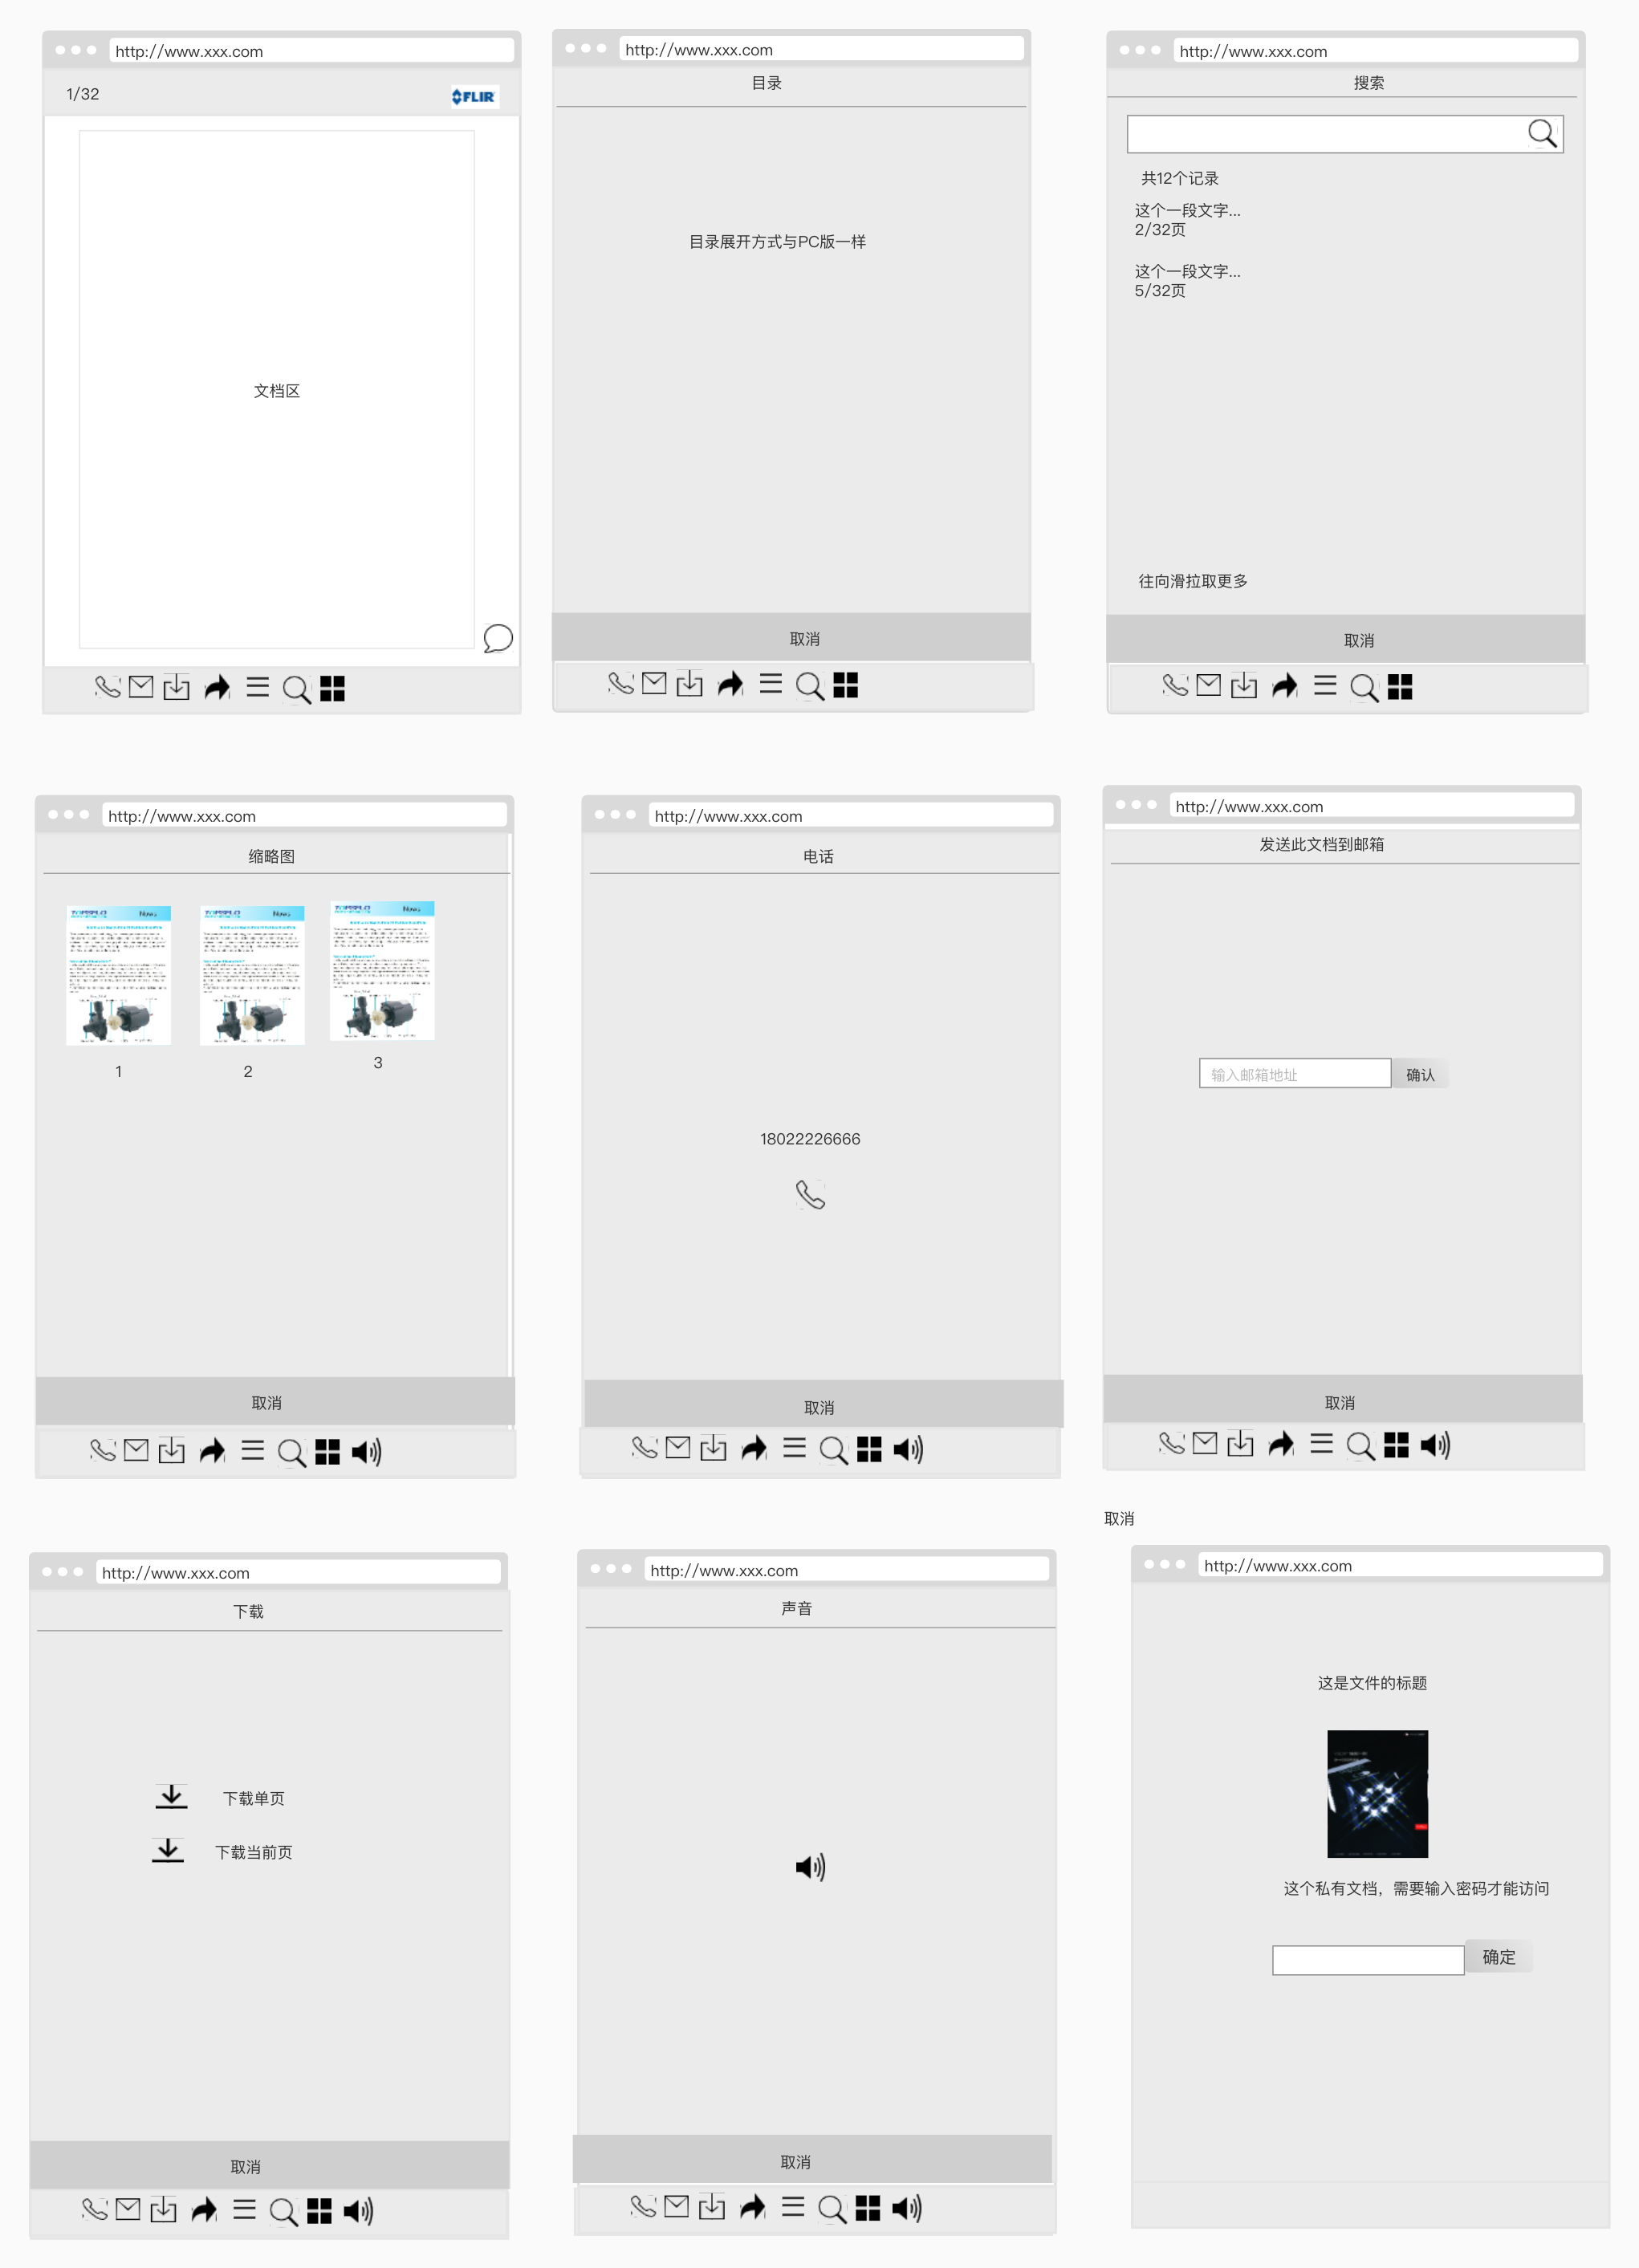 http://www.xxx.com
1/32
FLIR
文档区
http://www.xxx.com
目录
目录展开方式与PC版一样
取消
http://www.xxx.com
搜索
共12个记录
这个一段文字...
2/32页
这个一段文字...
5/32页
往向滑拉取更多
取消
http://www.xxx.com
缩略图
News
News
News
1
2
3
取消
http://www.xxx.com
电话
18022226666
取消
http://www.xxx.com
发送此文档到邮箱
输入邮箱地址
确认
取消
http://www.xxx.com
下载
下载单页
下载当前页
取消
http://www.xxx.com
声音
取消
取消
http://www.xxx.com
这是文件的标题
这个私有文档，需要输入密码才能访问
确定